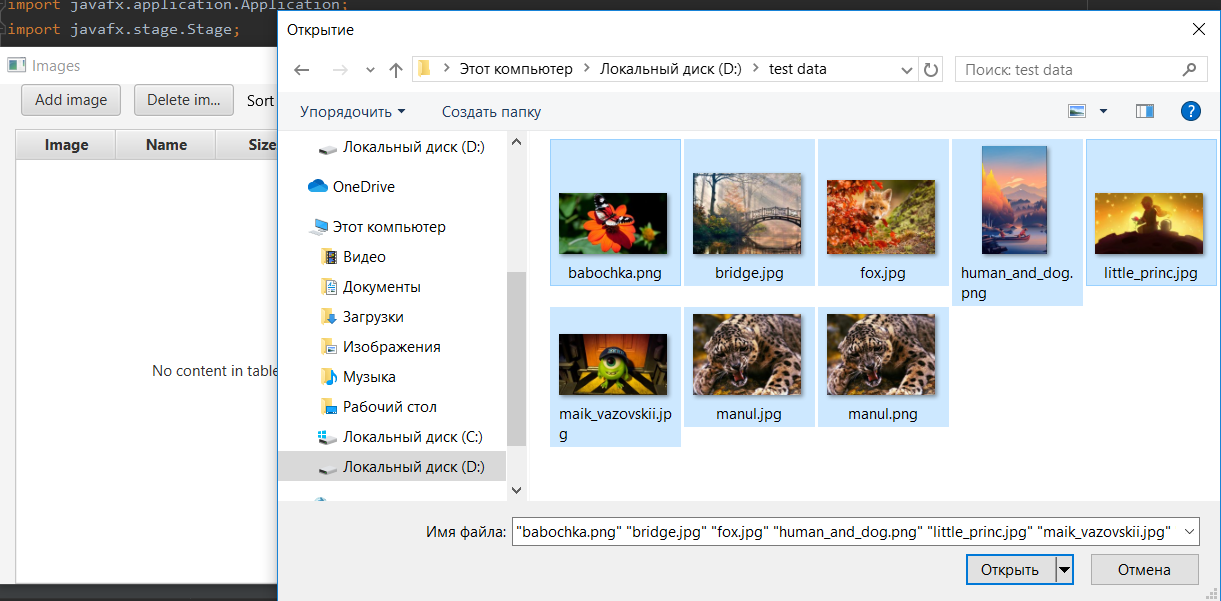 import javafx.application.Application;
import javafx.stage.Stage;
Images
Add image
Delete im...
Sort
Image
Name
Size
No content in table
Открытие
Этот компьютер
Локальный диск (D:)
test data
Поиск: test data
Упорядочить
Создать папку
?
Локальный диск (D:)
OneDrive
Этот компьютер
Видео
Документы
Загрузки
Изображения
Музыка
Рабочий стол
Локальный диск (C:)
Локальный диск (D:)
babochka.png
bridge.jpg
fox.jpg
human_and_dog.
png
little_princ.jpg
maik_vazovskii.jp
g
manul.jpg
manul.png
Имя файла:
"babochka.png" "bridge.jpg" "fox.jpg" "human_and_dog.png" "little_princ.jpg" "maik_vazovskii.jpg"
Открыть
Отмена